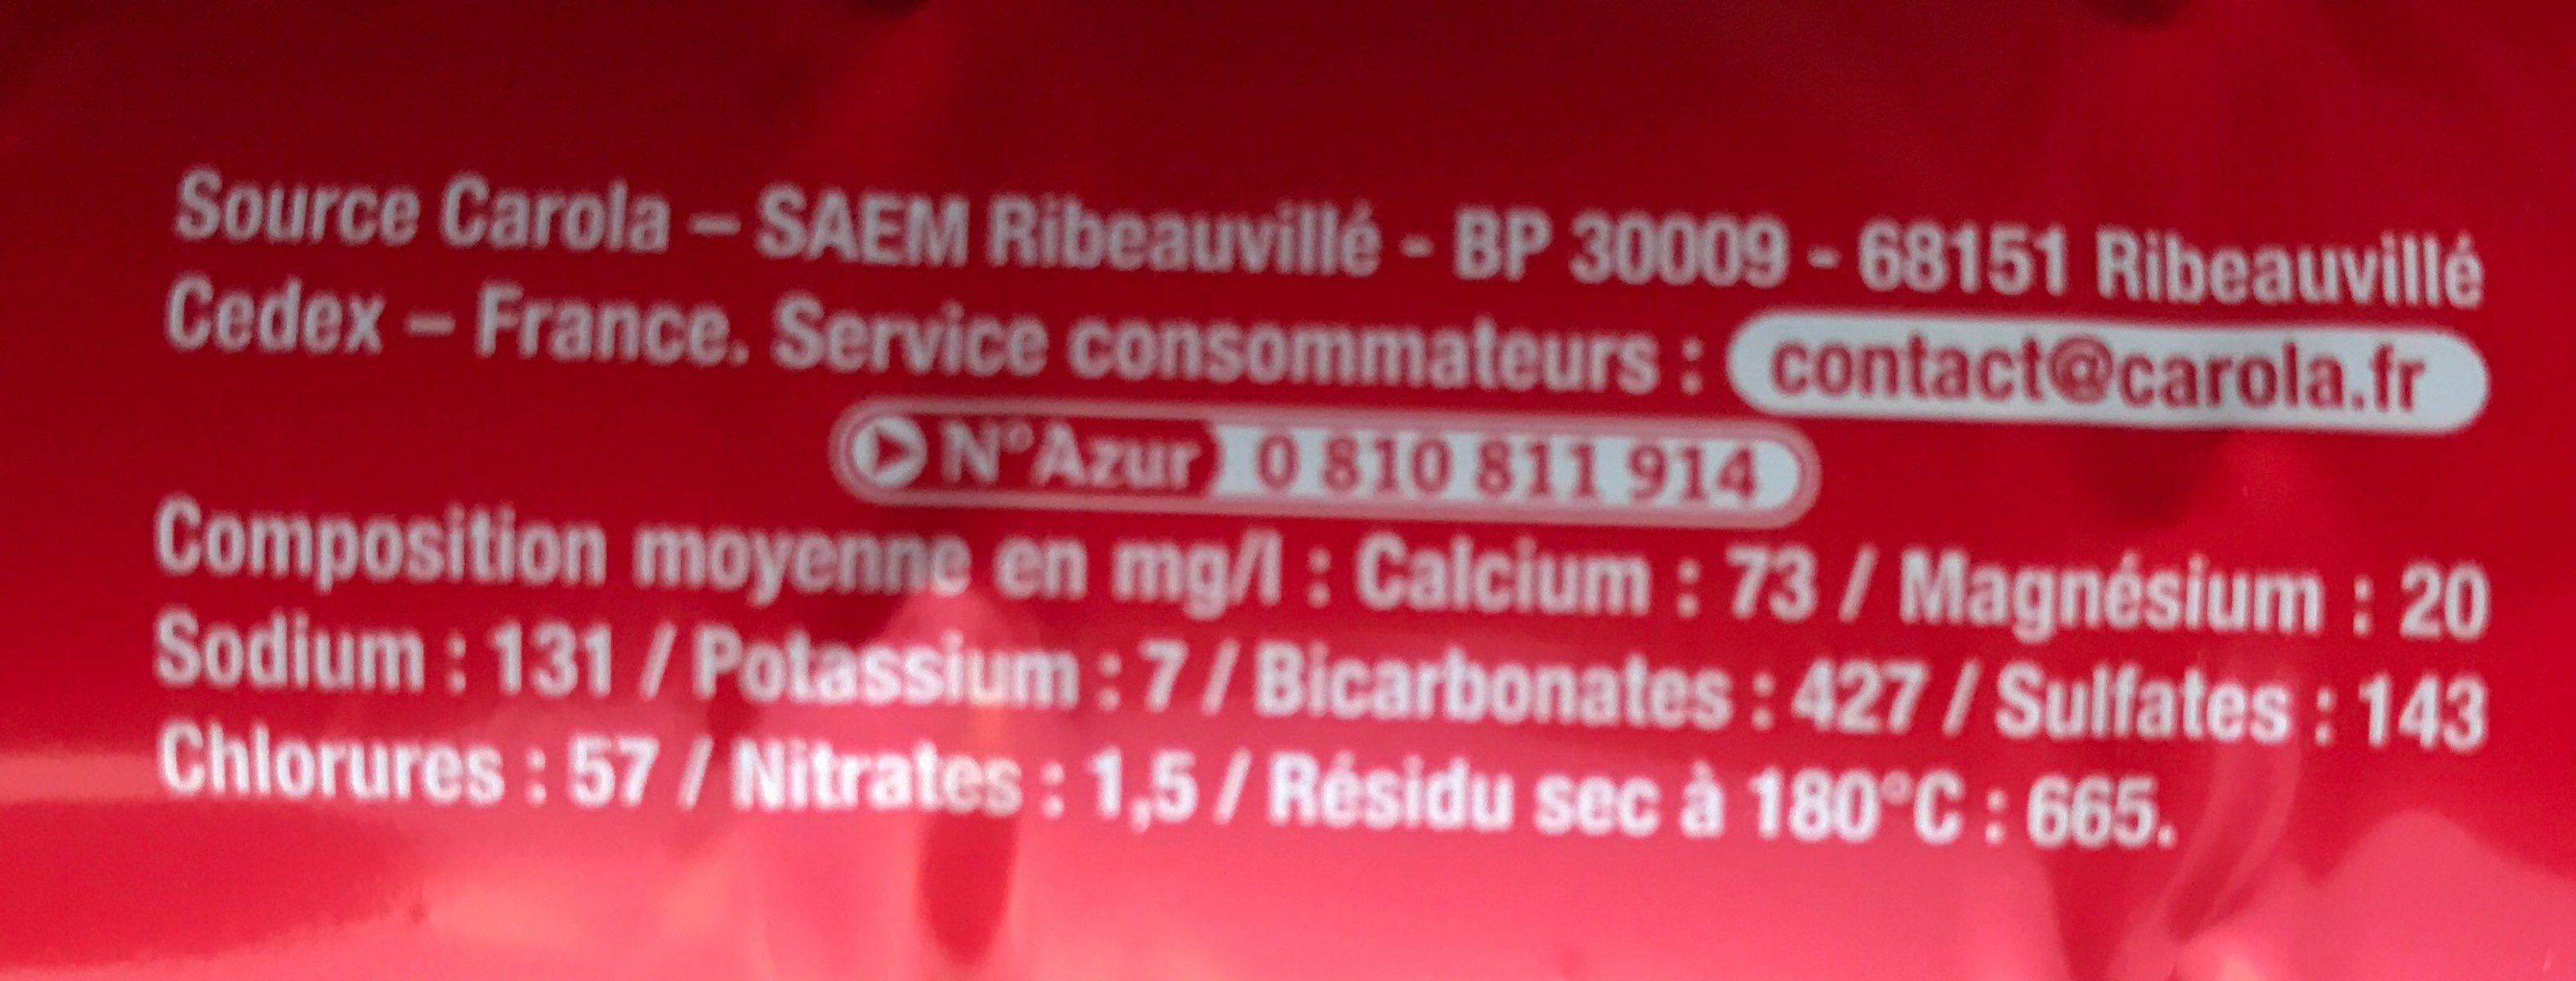 Source Carola – SAEM Ribeauvillé - BP 30009 - 68151 Ribeauvillé
Cedex – France. Service consommateurs : contact@carola.fr
N°Azur 0 810 811 914
Composition moyenne en mg/l : Calcium : 73 / Magnésium : 20
Sodium : 131 / Potassium : 7 / Bicarbonates : 427 / Sulfates : 143
Chlorures : 57 / Nitrates : 1,5 / Résidu sec à 180°C : 665.